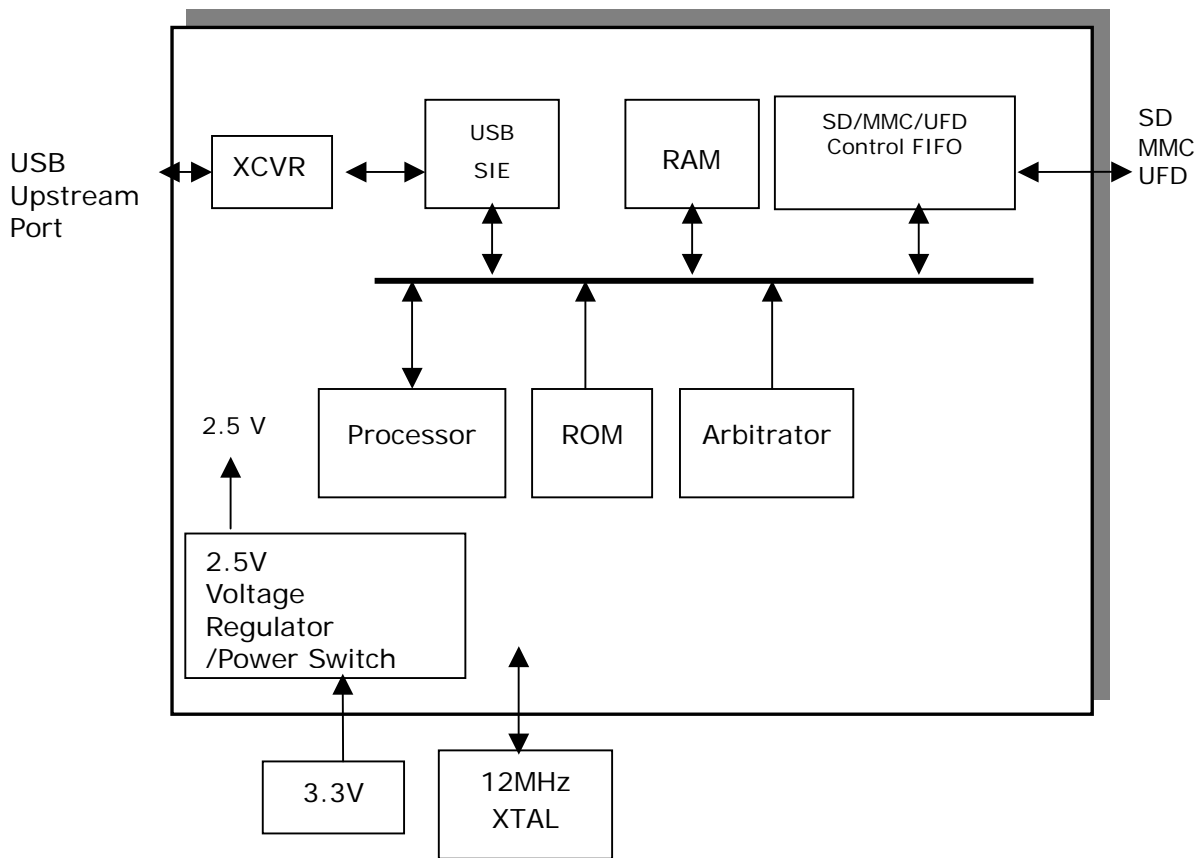 USB
Upstream
Port
XCVR
USB
SIE
RAM
SD/MMC/UFD
Control FIFO
SD
MMC
UFD
Processor
ROM
Arbitrator
2.5 V
2.5V
Voltage
Regulator
/Power Switch
3.3V
12MHz
XTAL